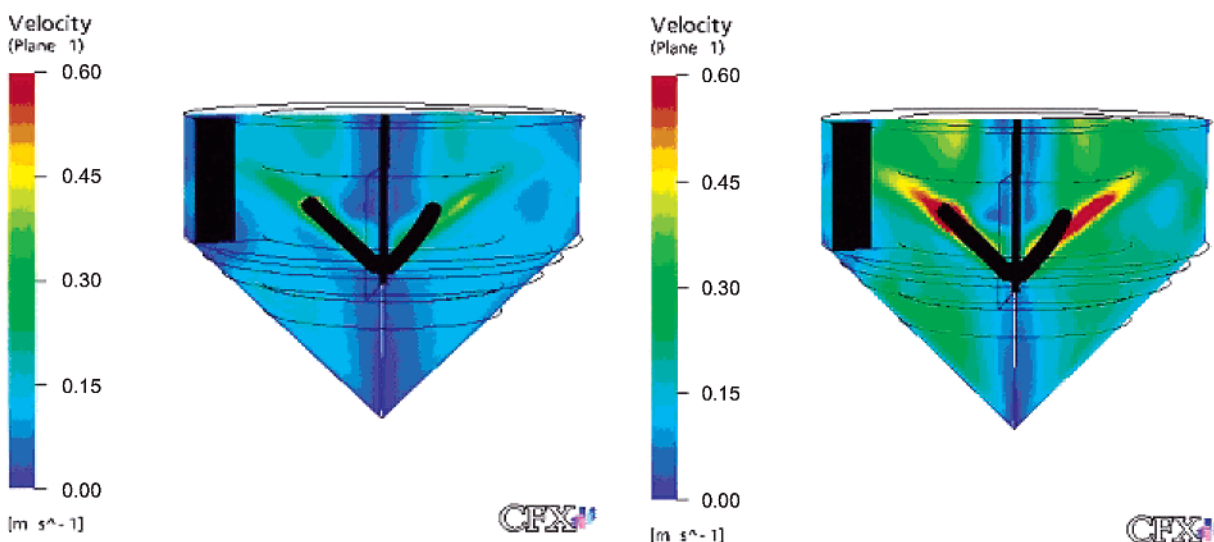 Velocity
(Plane 1)
0.60
0.45
0.30
0.15
0.00
[m s^-1]
CFX
Velocity
(Plane 1)
0.60
0.45
0.30
0.15
0.00
[m s^-1]
CFX